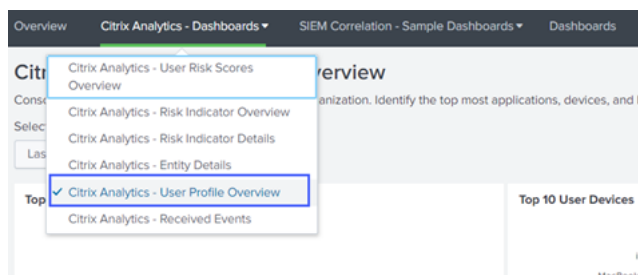 Overview Citrix Analytics - Dashboards SIEM Correlation - Sample Dashboards Dashboards
Citrix Analytics - User Risk Scores
Overview
Citrix Analytics - Risk Indicator Overview
Citrix Analytics - Risk Indicator Details
Citrix Analytics - Entity Details
Citrix Analytics - User Profile Overview
Citrix Analytics - Received Events
Cit verview
Cons anization. Identify the top most applications, devices, and
Selec
Las
Top Top 10 User Devices